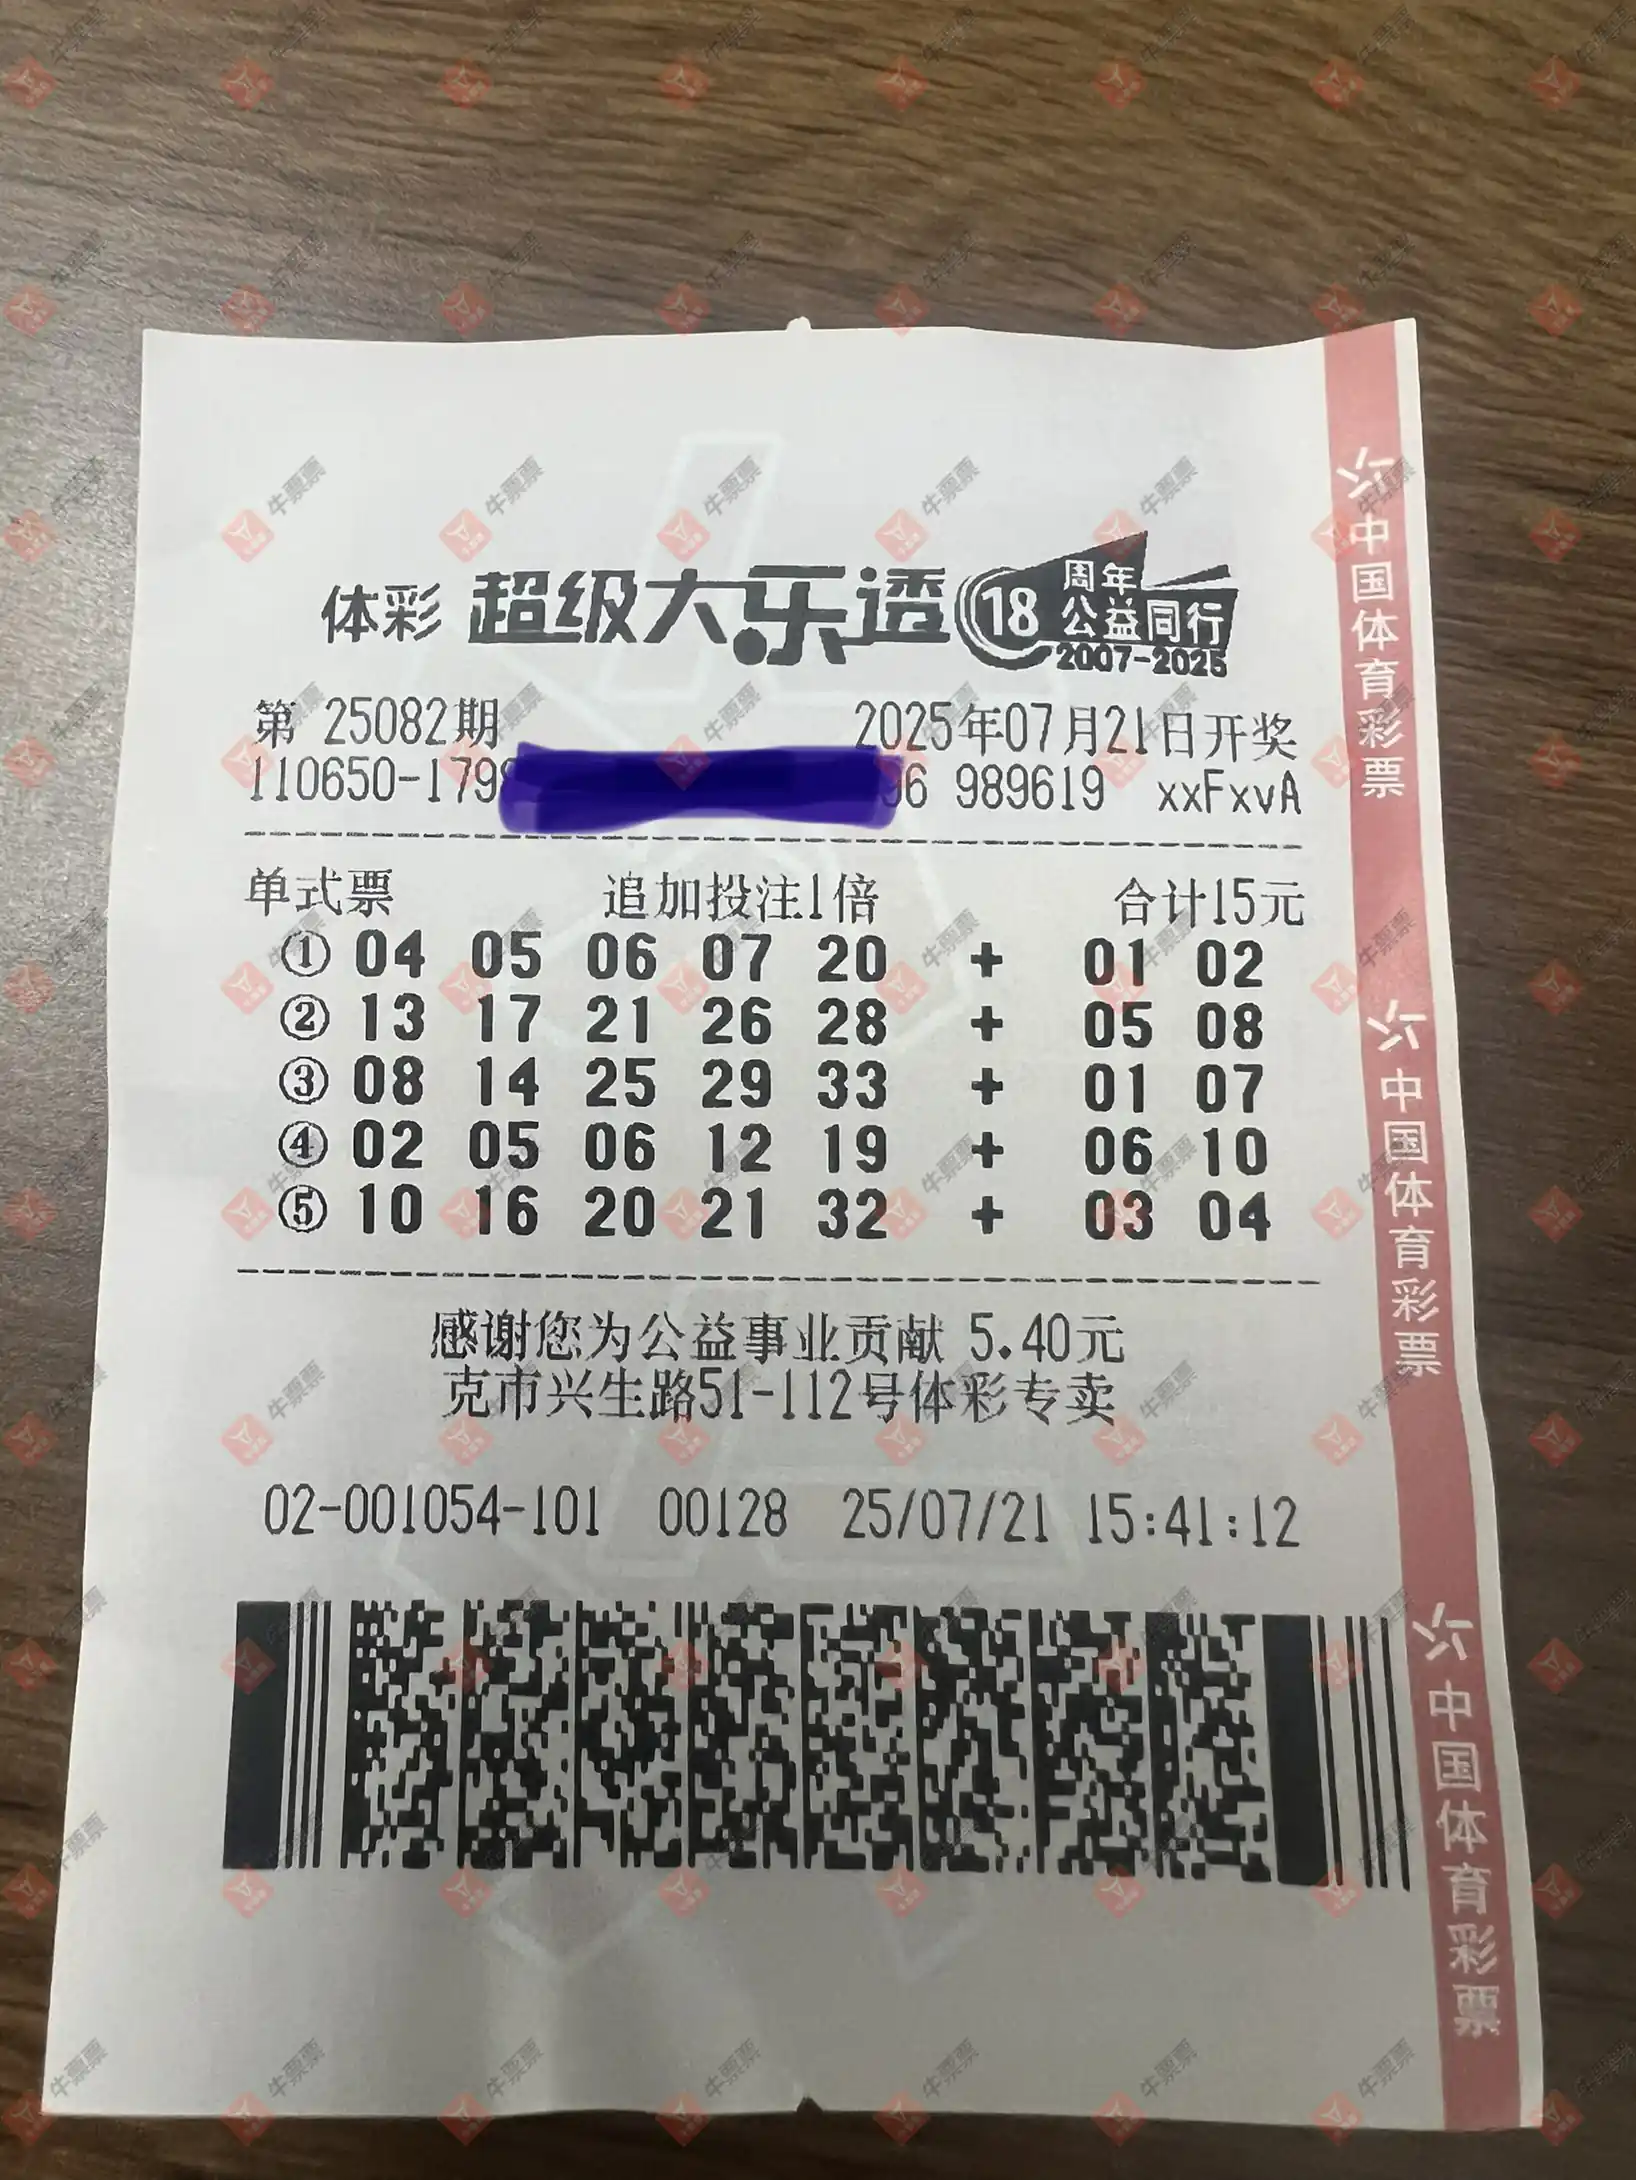 体彩 超级大乐透 18 周年 公益同行 2007-2025
第 25082期 2025年07月21日开奖
110650-179 96 989619 xxFxvA
单式票 追加投注1倍 合计15元
① 04 05 06 07 20 + 01 02
② 13 17 21 26 28 + 05 08
③ 08 14 25 29 33 + 01 07
④ 02 05 06 12 19 + 06 10
⑤ 10 16 20 21 32 + 03 04
感谢您为公益事业贡献 5.40元
克市兴生路51-112号体彩专卖
02-001054-101 00128 25/07/21 15:41:12
中国体育彩票
中国体育彩票
中国体育彩票
牛票票